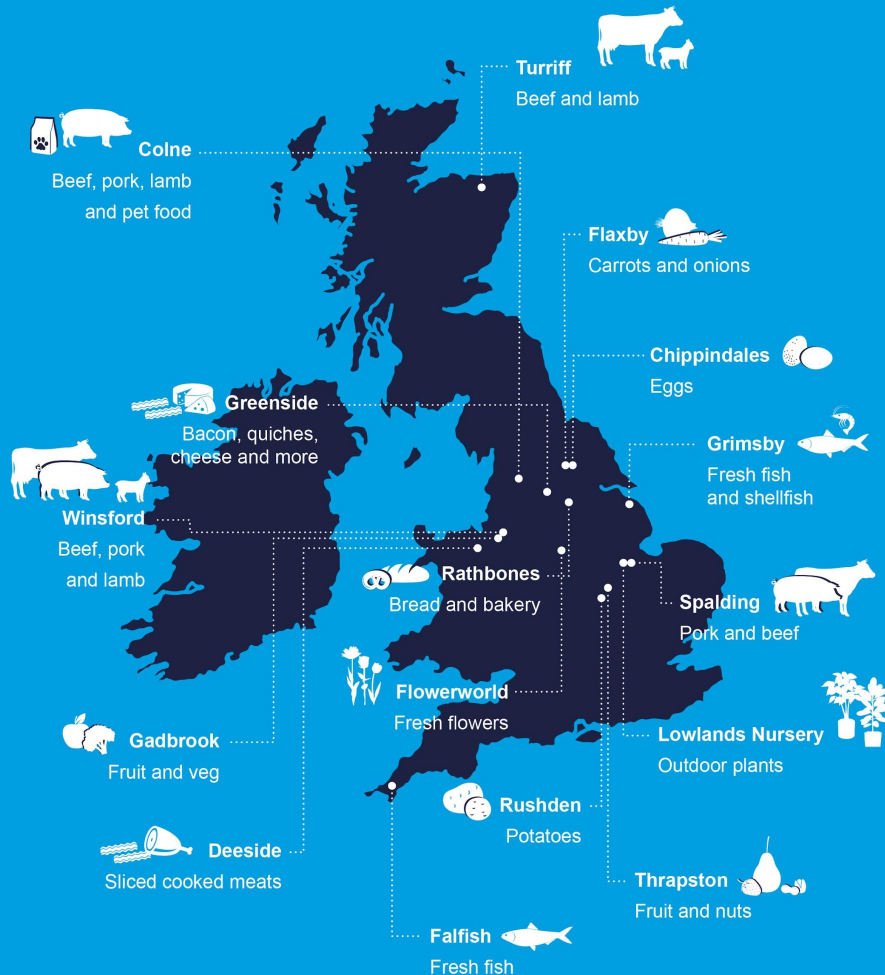 Turriff
Beef and lamb
Colne
Beef, pork, lamb
and pet food
Flaxby
Carrots and onions
Chippindales
Eggs
Greenside
Bacon, quiches,
cheese and more
Grimsby
Fresh fish
and shellfish
Winsford
Beef, pork
and lamb
Rathbones
Bread and bakery
Spalding
Pork and beef
Flowerworld
Fresh flowers
Gadbrook
Fruit and veg
Lowlands Nursery
Outdoor plants
Rushden
Potatoes
Deeside
Sliced cooked meats
Thrapston
Fruit and nuts
Falfish
Fresh fish